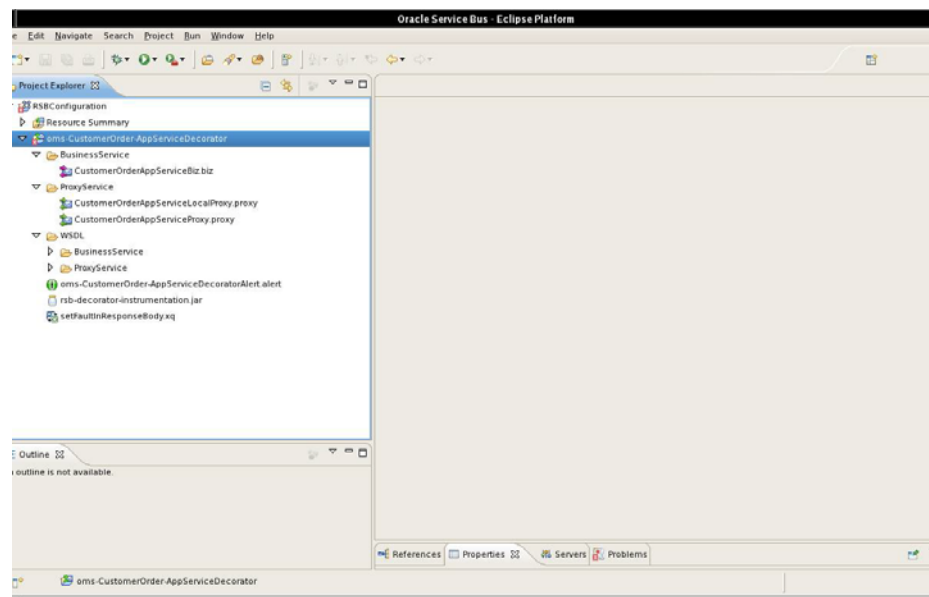 Oracle Service Bus - Eclipse Platform
e Edit Navigate Search Project Run Window Help
Project Explorer
RSBConfiguration
Resource Summary
oms-CustomerOrder-AppServiceDecorator
BusinessService
CustomerOrderAppServiceBiz.biz
ProxyService
CustomerOrderAppServiceLocalProxy.proxy
CustomerOrderAppServiceProxy.proxy
WSDL
BusinessService
ProxyService
oms-CustomerOrder-AppServiceDecoratorAlert.alert
rsb-decorator-instrumentation.jar
setFaultInResponseBody.xq
Outline
outline is not available.
References Properties Servers Problems
oms-CustomerOrder-AppServiceDecorator